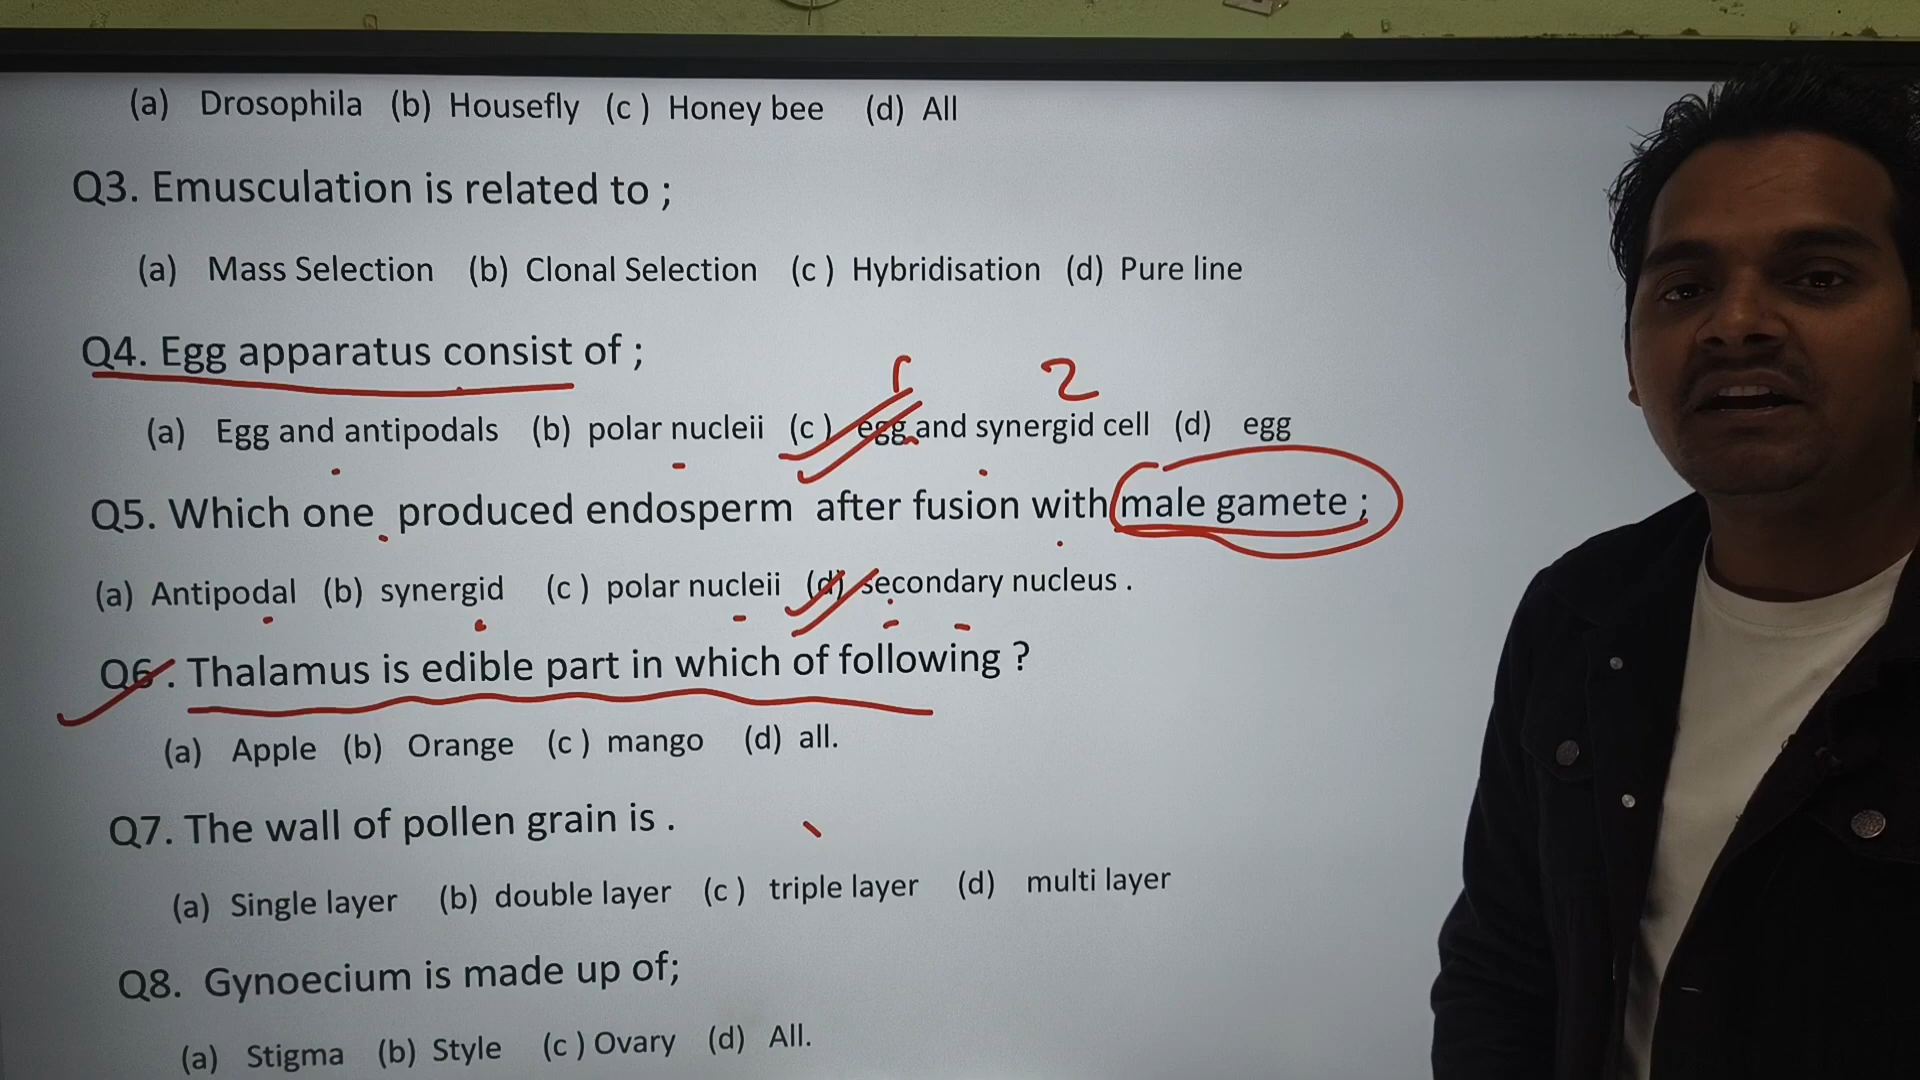 (a) Drosophila (b) Housefly (c ) Honey bee (d) All
Q3. Emusculation is related to ;
(a) Mass Selection (b) Clonal Selection (c ) Hybridisation (d) Pure line
Q4. Egg apparatus consist of ;
2
(a) Egg and antipodals (b) polar nucleii (c ) egg and synergid cell (d) egg
Q5. Which one produced endosperm after fusion with male gamete ;
(a) Antipodal (b) synergid (c ) polar nucleii (d) secondary nucleus .
Q6 . Thalamus is edible part in which of following ?
(a) Apple (b) Orange (c ) mango (d) all.
Q7. The wall of pollen grain is .
(a) Single layer (b) double layer (c ) triple layer (d) multi layer
Q8. Gynoecium is made up of;
(a) Stigma (b) Style (c ) Ovary (d) All.